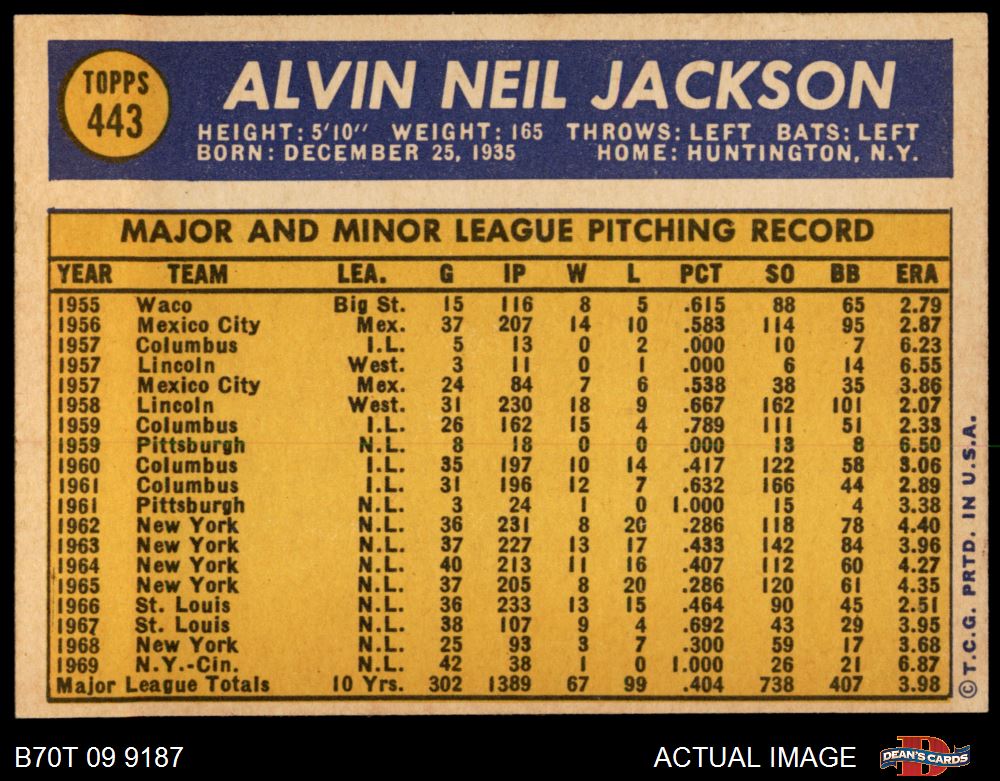 TOPPS
443
ALVIN NEIL JACKSON
HEIGHT: 5'10" WEIGHT: 165 THROWS: LEFT BATS: LEFT
BORN: DECEMBER 25, 1935 HOME: HUNTINGTON, N.Y.
MAJOR AND MINOR LEAGUE PITCHING RECORD
YEAR TEAM LEA. G IP W L PCT SO BB ERA
1955 Waco Big St. 15 116 8 5 .615 88 65 2.79
1956 Mexico City Mex. 37 207 14 10 .583 114 95 2.87
1957 Columbus I.L. 5 13 0 2 .000 10 7 6.23
1957 Lincoln West. 3 11 0 1 .000 6 14 6.55
1957 Mexico City Mex. 24 84 7 6 .538 38 35 3.86
1958 Lincoln West. 31 230 18 9 .667 162 101 2.07
1959 Columbus I.L. 26 162 15 4 .789 111 51 2.33
1959 Pittsburgh N.L. 8 18 0 0 .000 13 8 6.50
1960 Columbus I.L. 35 197 10 14 .417 122 58 3.06
1961 Columbus I.L. 31 196 12 7 .632 166 44 2.89
1961 Pittsburgh N.L. 3 24 1 0 1.000 15 4 3.38
1962 New York N.L. 36 231 8 20 .286 118 78 4.40
1963 New York N.L. 37 227 13 17 .433 142 84 3.96
1964 New York N.L. 40 213 11 16 .407 112 60 4.27
1965 New York N.L. 37 205 8 20 .286 120 61 4.35
1966 St. Louis N.L. 36 233 13 15 .464 90 45 2.51
1967 St. Louis N.L. 38 107 9 4 .692 43 29 3.95
1968 New York N.L. 25 93 3 7 .300 59 17 3.68
1969 N.Y.-Cin. N.L. 42 38 1 0 1.000 26 21 6.87
Major League Totals 10 Yrs. 302 1389 67 99 .404 738 407 3.98
© T.C.G. PRTD. IN U.S.A.
B70T 09 9187 ACTUAL IMAGE DEAN'S CARDS